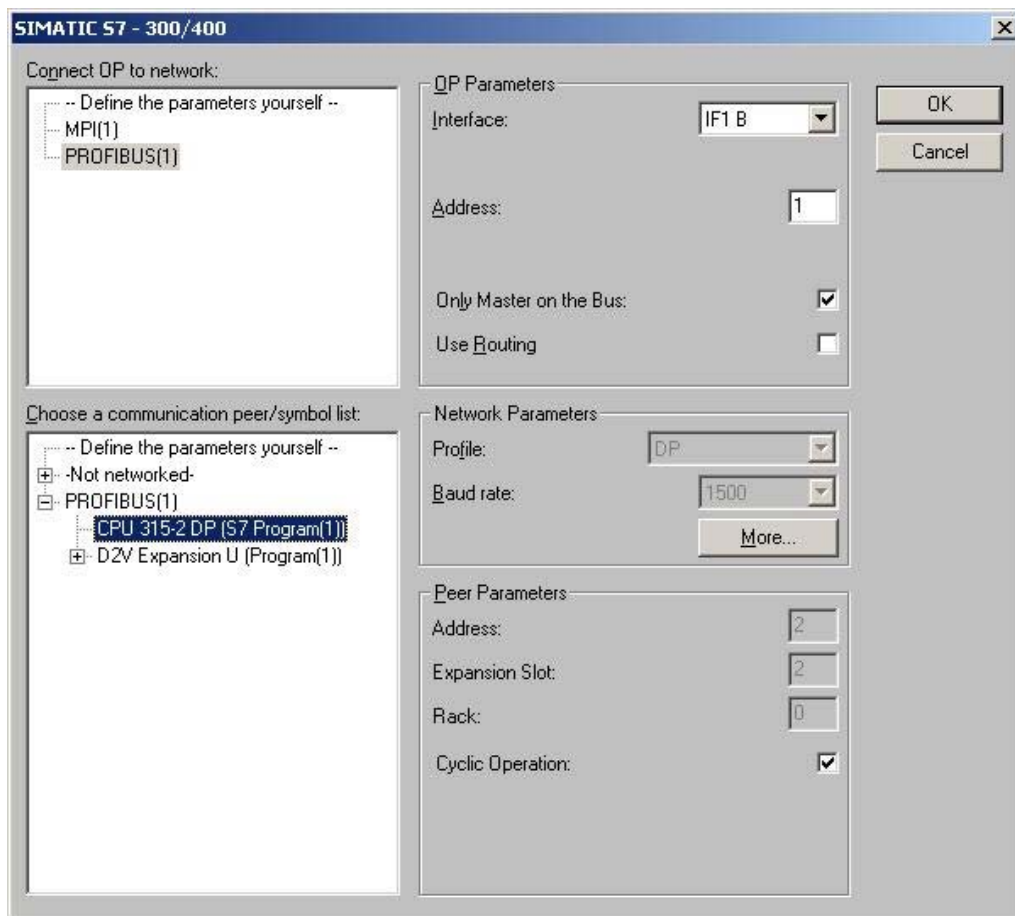 SIMATIC S7 - 300/400
Connect OP to network:
-- Define the parameters yourself --
MPI(1)
PROFIBUS(1)
OP Parameters
Interface:
IF1 B
Address:
1
Only Master on the Bus:
Use Routing
OK
Cancel
Choose a communication peer/symbol list:
-- Define the parameters yourself --
-Not networked-
PROFIBUS(1)
CPU 315-2 DP (S7 Program(1))
D2V Expansion U (Program(1))
Network Parameters
Profile:
DP
Baud rate:
1500
More...
Peer Parameters
Address:
2
Expansion Slot:
2
Rack:
0
Cyclic Operation: